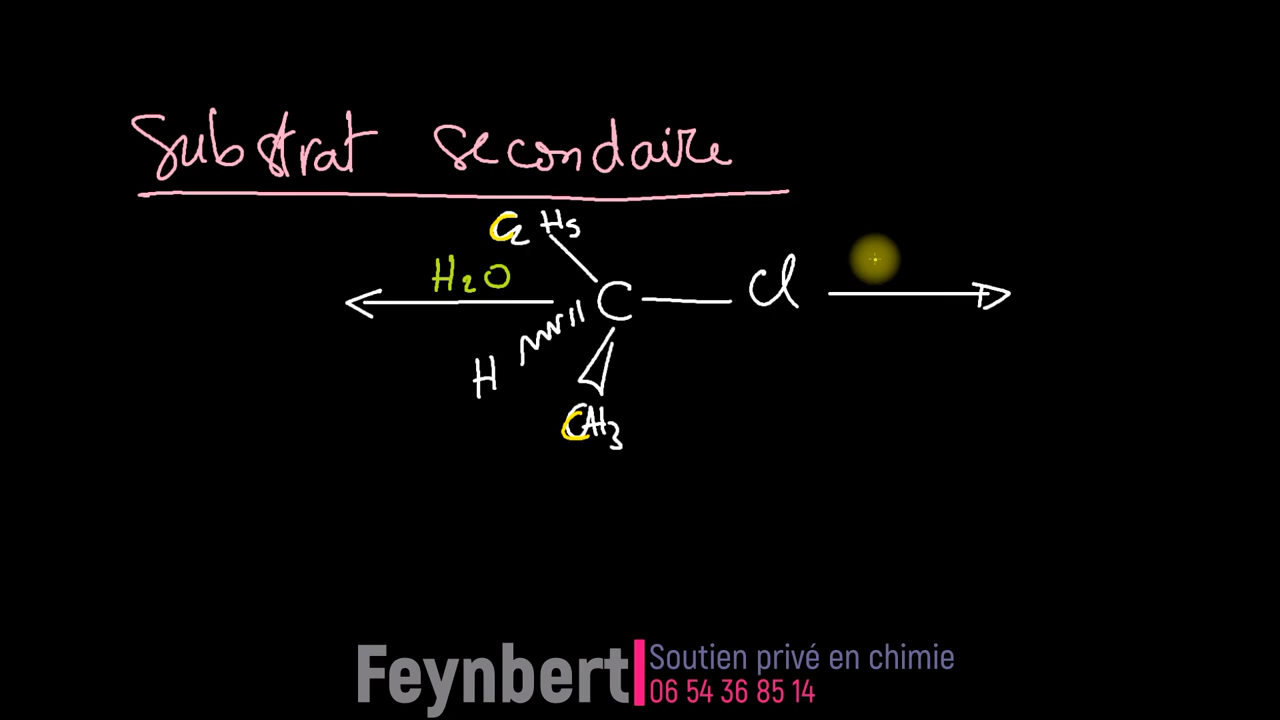 Substrat secondaire
C2H5
H2O
C
Cl
H
CH3
Feynbert
Soutien privé en chimie
06 54 36 85 14